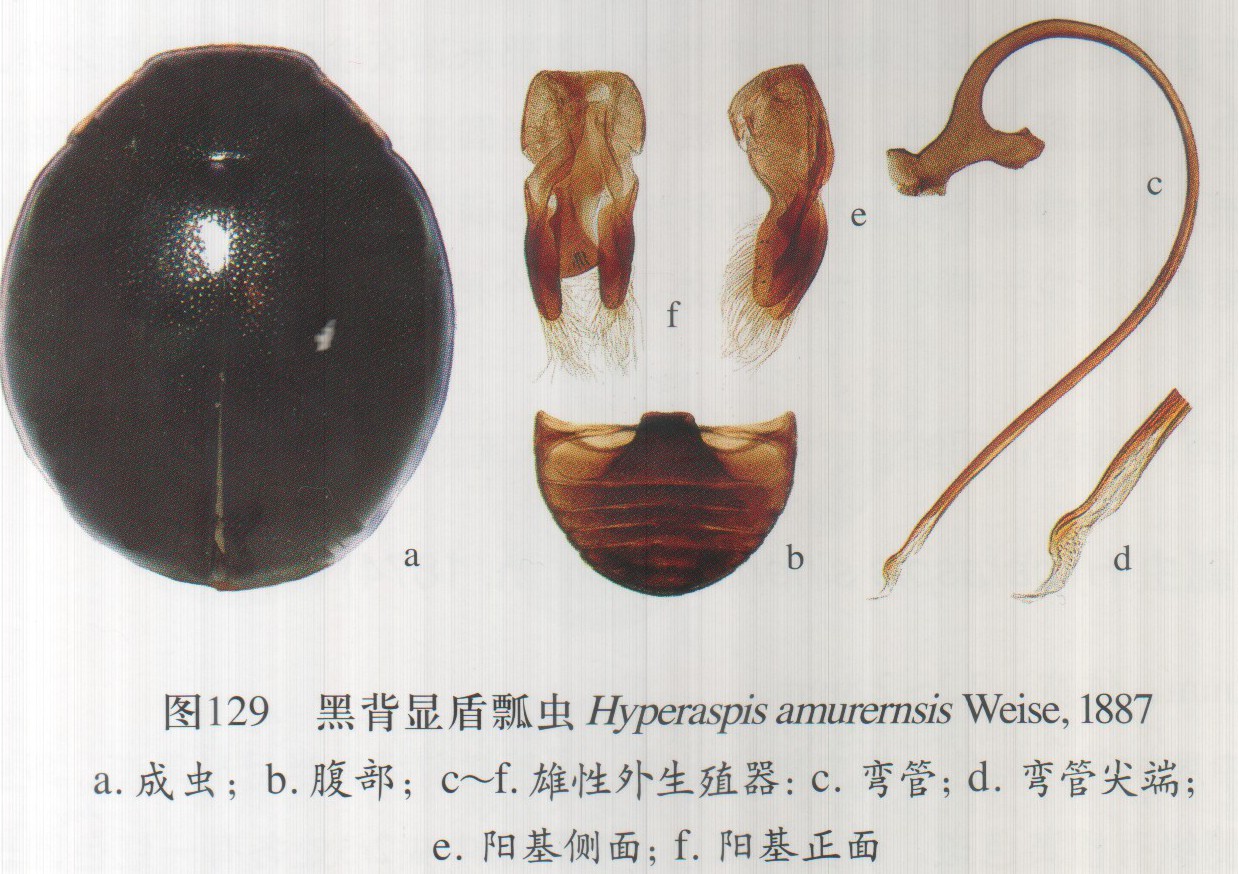 f
e
c
a
b
d
图129 黑背显盾瓢虫 Hyperaspis amurernsis Weise, 1887
a. 成虫; b. 腹部; c～f. 雄性外生殖器: c. 弯管; d. 弯管尖端;
e. 阳基侧面; f. 阳基正面